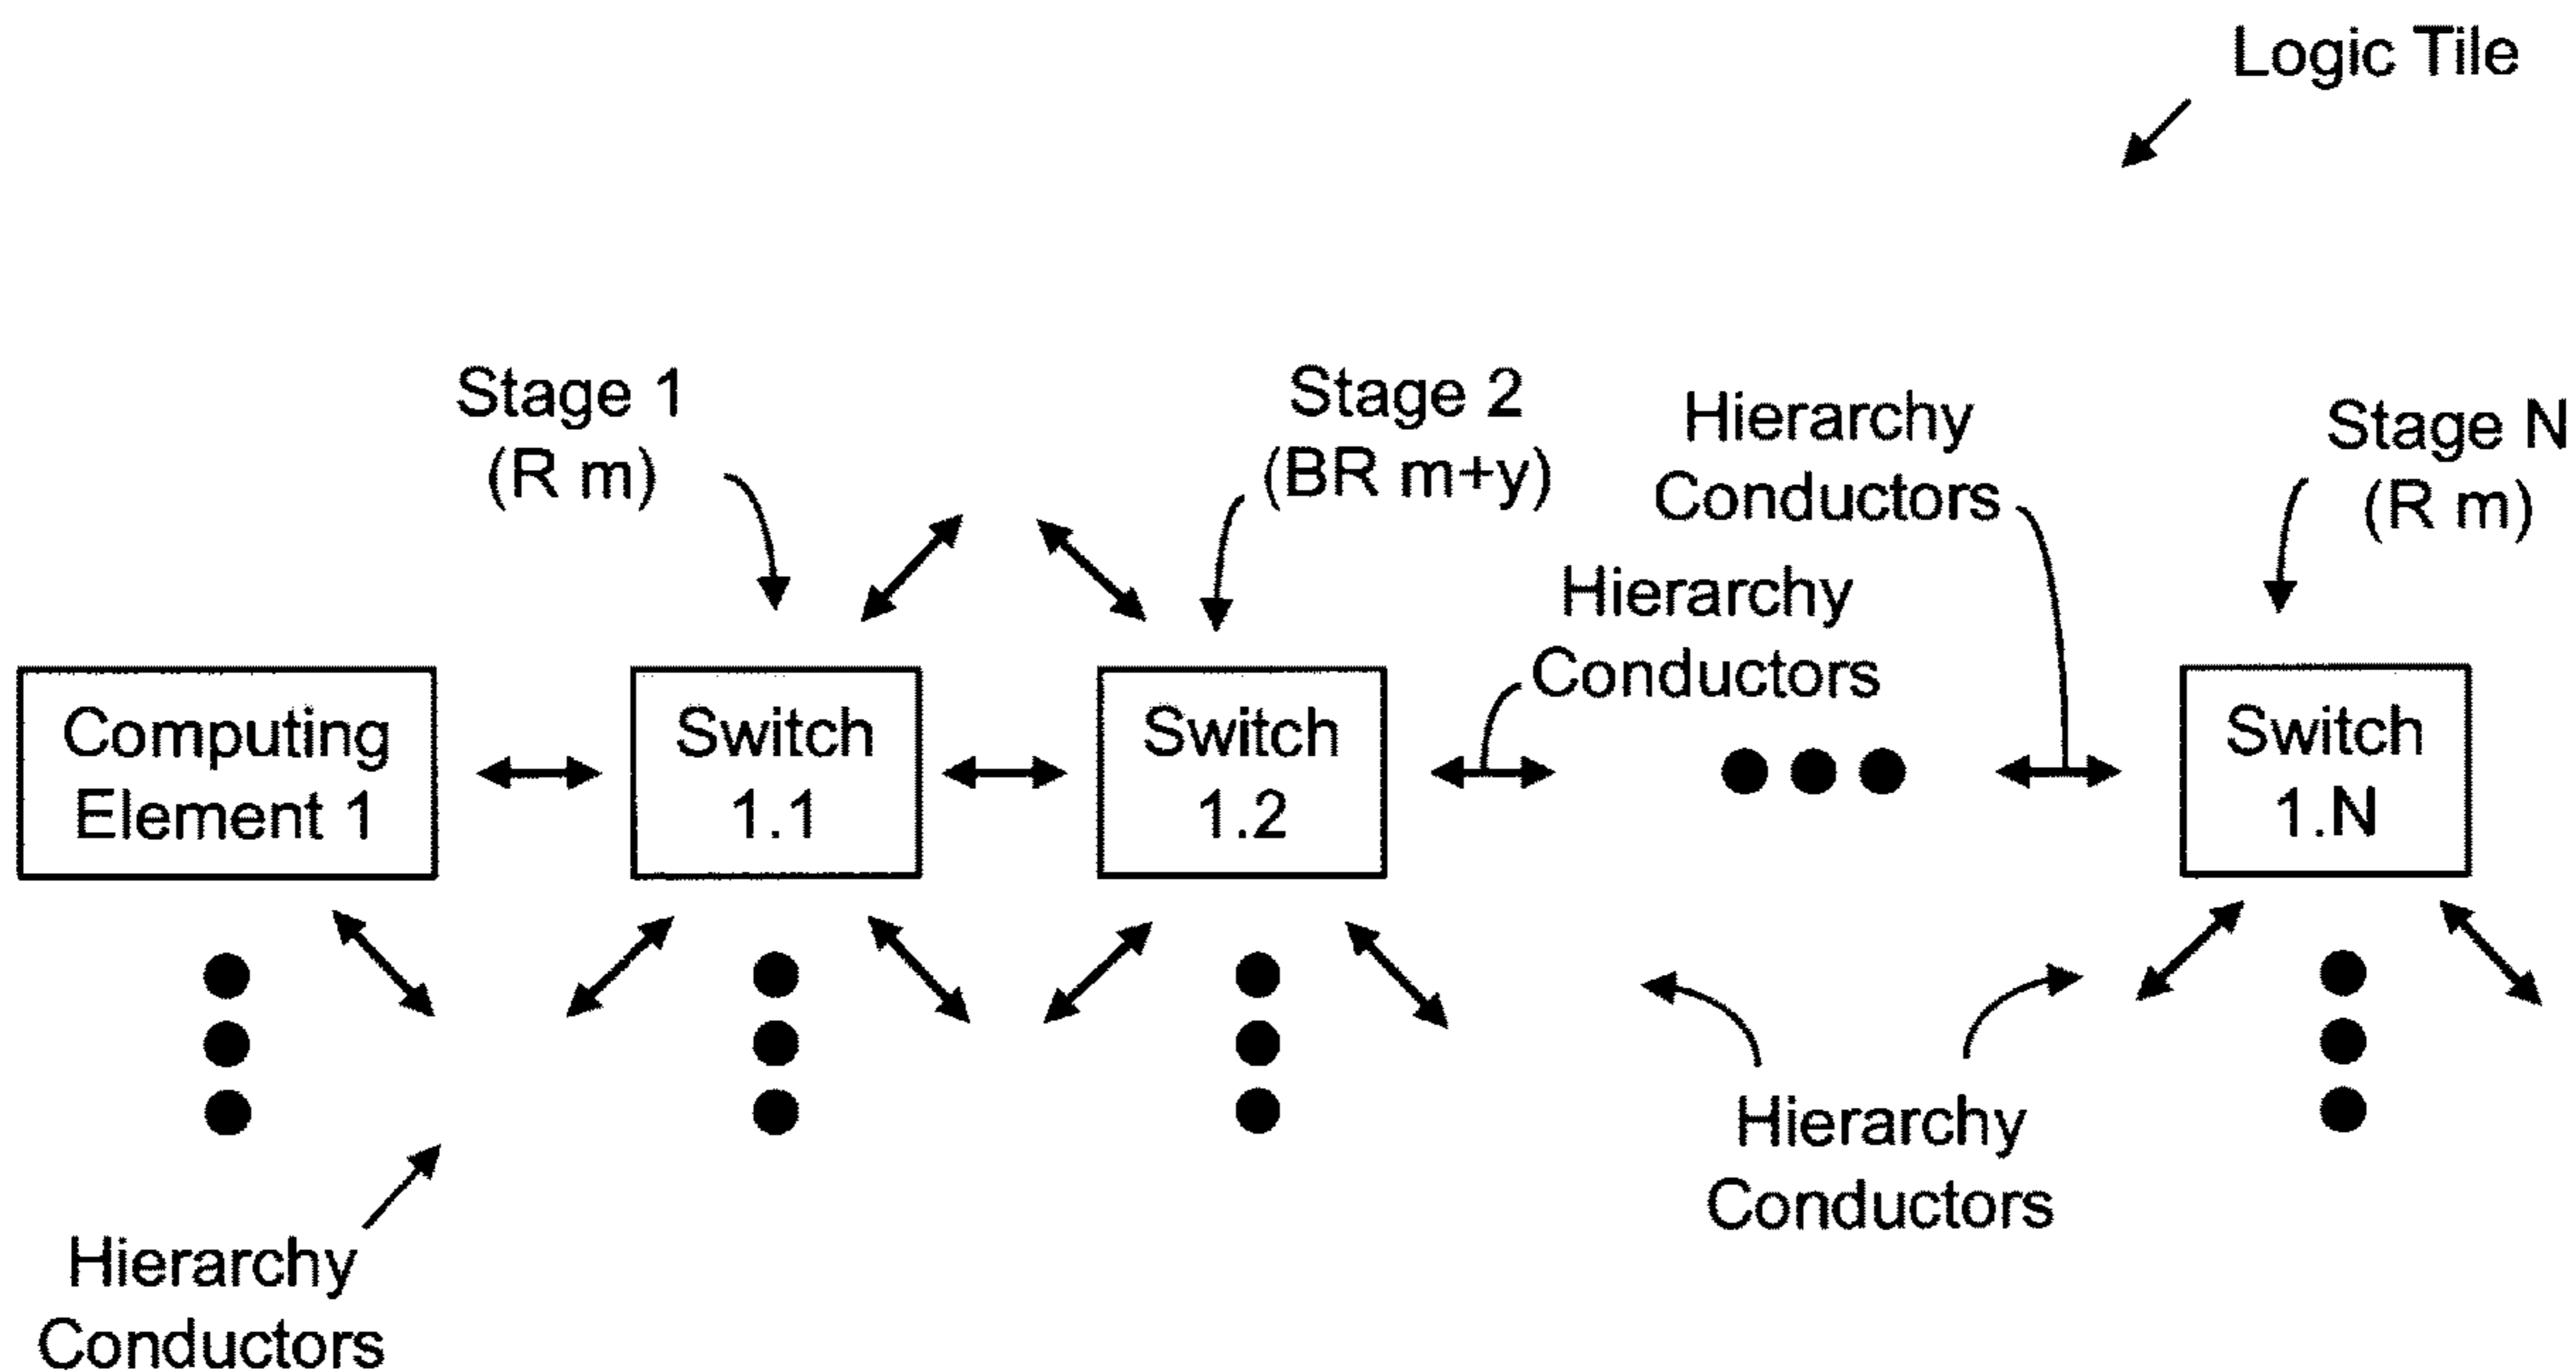 Logic Tile
Stage 1
(R m)
Stage 2
(BR m+y)
Hierarchy
Conductors
Stage N
(R m)
Hierarchy
Conductors
Computing
Element 1
Switch
1.1
Switch
1.2
Switch
1.N
Hierarchy
Conductors
Hierarchy
Conductors